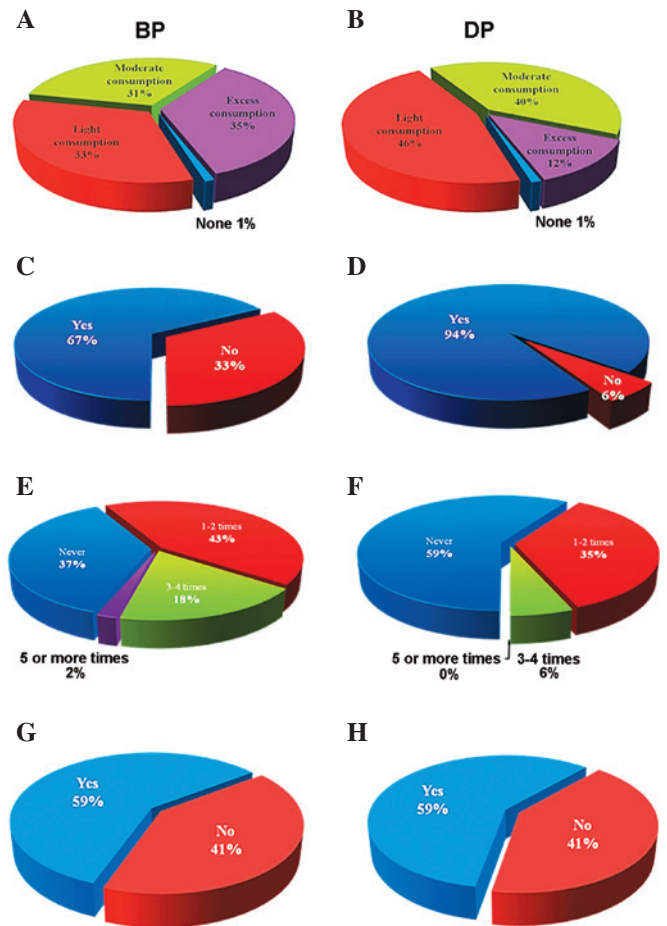 A
BP
B
DP
Moderate
consumption
31%
Excess
consumption
35%
Light
consumption
33%
None 1%
Moderate
consumption
40%
Light
consumption
46%
Excess
consumption
12%
None 1%
C
D
Yes
67%
No
33%
Yes
94%
No
6%
E
F
1-2 times
43%
Never
37%
3-4 times
18%
5 or more times
2%
Never
59%
1-2 times
35%
5 or more times
0%
3-4 times
6%
G
H
Yes
59%
No
41%
Yes
59%
No
41%